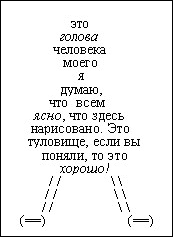 это
голова
человека
моего
я
думаю,
что всем
ясно, что здесь
нарисовано. Это
туловище, если вы
поняли, то это
хорошо!
/ / \ \
/ / \ \
/ / \ \
/ / \ \
(==) (==)